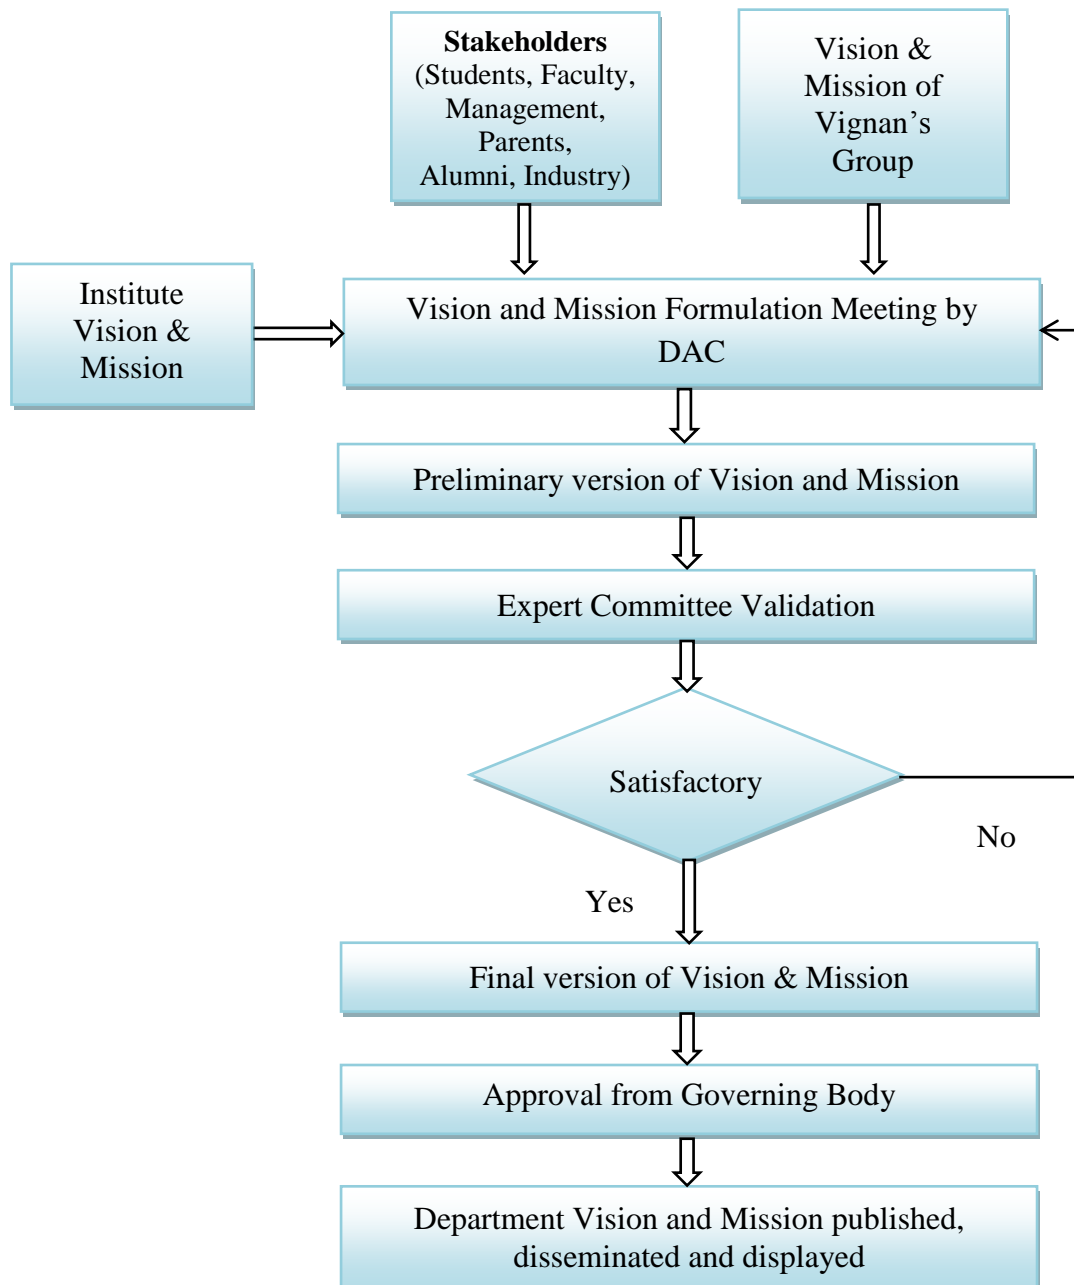 Stakeholders
(Students, Faculty,
Management,
Parents,
Alumni, Industry)
Vision &
Mission of
Vignan’s
Group
Institute
Vision &
Mission
Vision and Mission Formulation Meeting by
DAC
Preliminary version of Vision and Mission
Expert Committee Validation
Satisfactory
No
Yes
Final version of Vision & Mission
Approval from Governing Body
Department Vision and Mission published,
disseminated and displayed